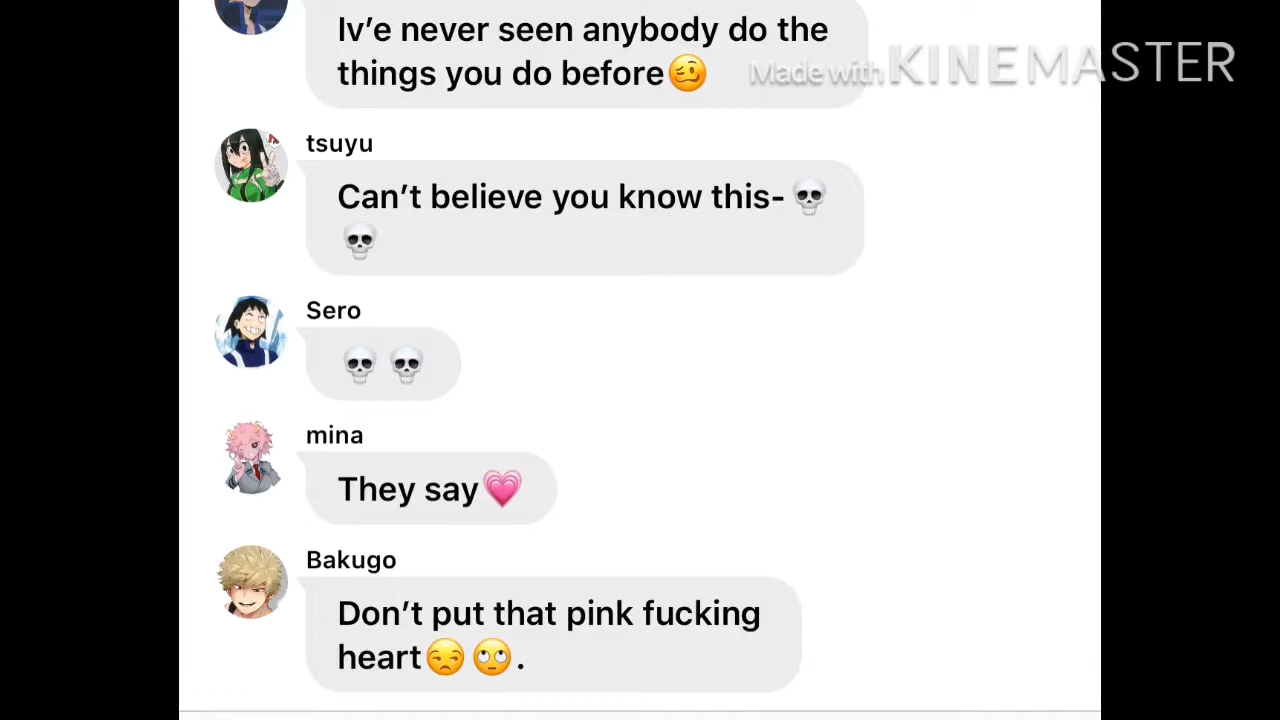 Iv’e never seen anybody do the
things you do before🥴
Made with KINEMASTER
tsuyu
Can’t believe you know this-💀
💀
Sero
💀💀
mina
They say💗
Bakugo
Don’t put that pink fucking
heart😒🙄.